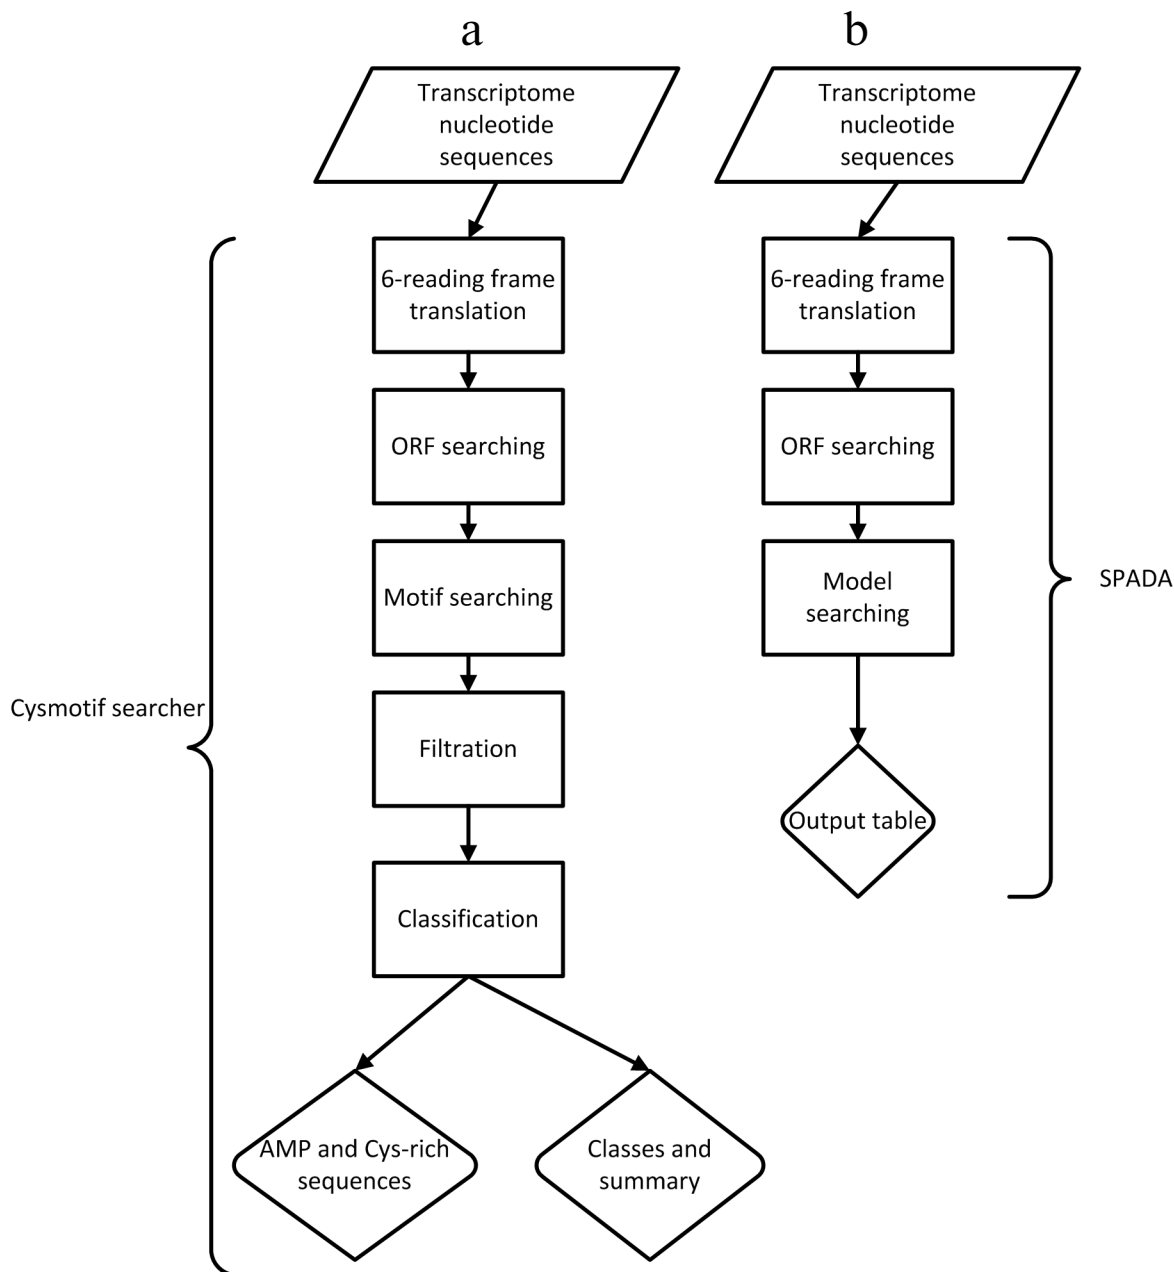 a
Transcriptome
nucleotide
sequences
6-reading frame
translation
ORF searching
Motif searching
Filtration
Classification
AMP and Cys-rich
sequences
Classes and
summary
Cysmotif searcher
b
Transcriptome
nucleotide
sequences
6-reading frame
translation
ORF searching
Model
searching
Output table
SPADA